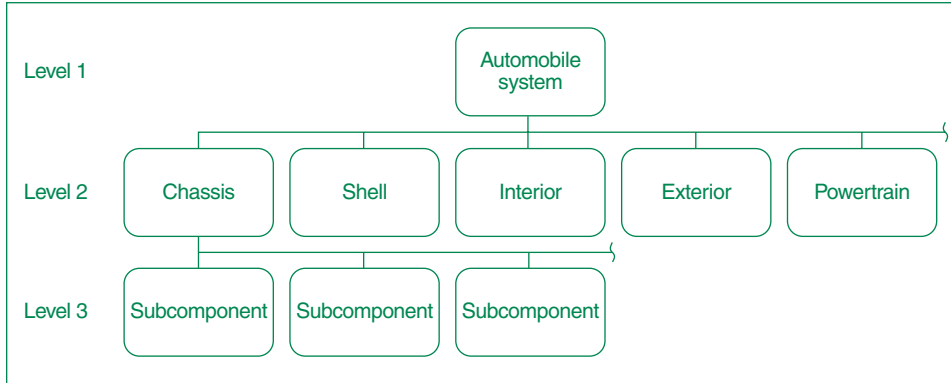 Level 1
Automobile
system
Level 2
Chassis
Shell
Interior
Exterior
Powertrain
Level 3
Subcomponent
Subcomponent
Subcomponent